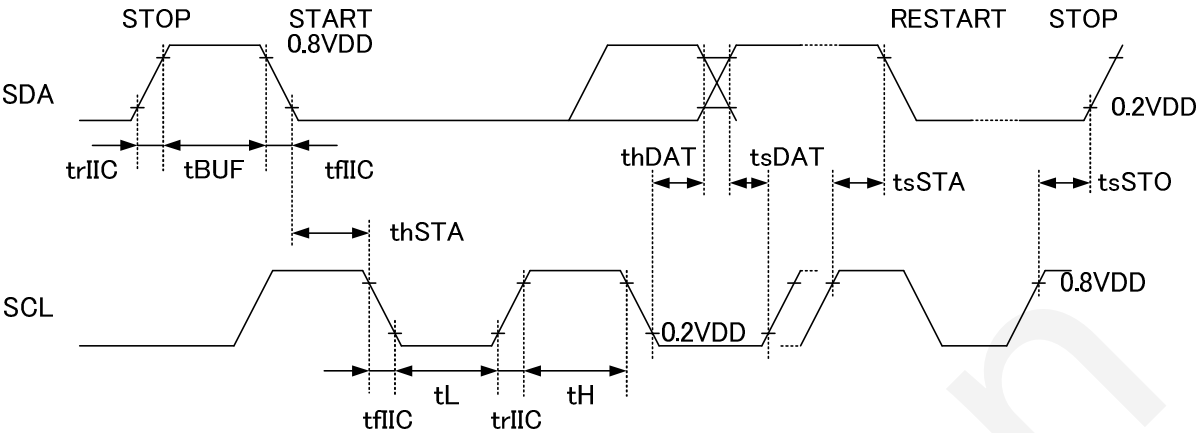 STOP START RESTART STOP
0.8VDD
SDA
0.2VDD
trIIC tBUF tfIIC thDAT tsDAT tsSTA tsSTO
thSTA
SCL 0.8VDD
0.2VDD
tL tH
tfIIC trIIC